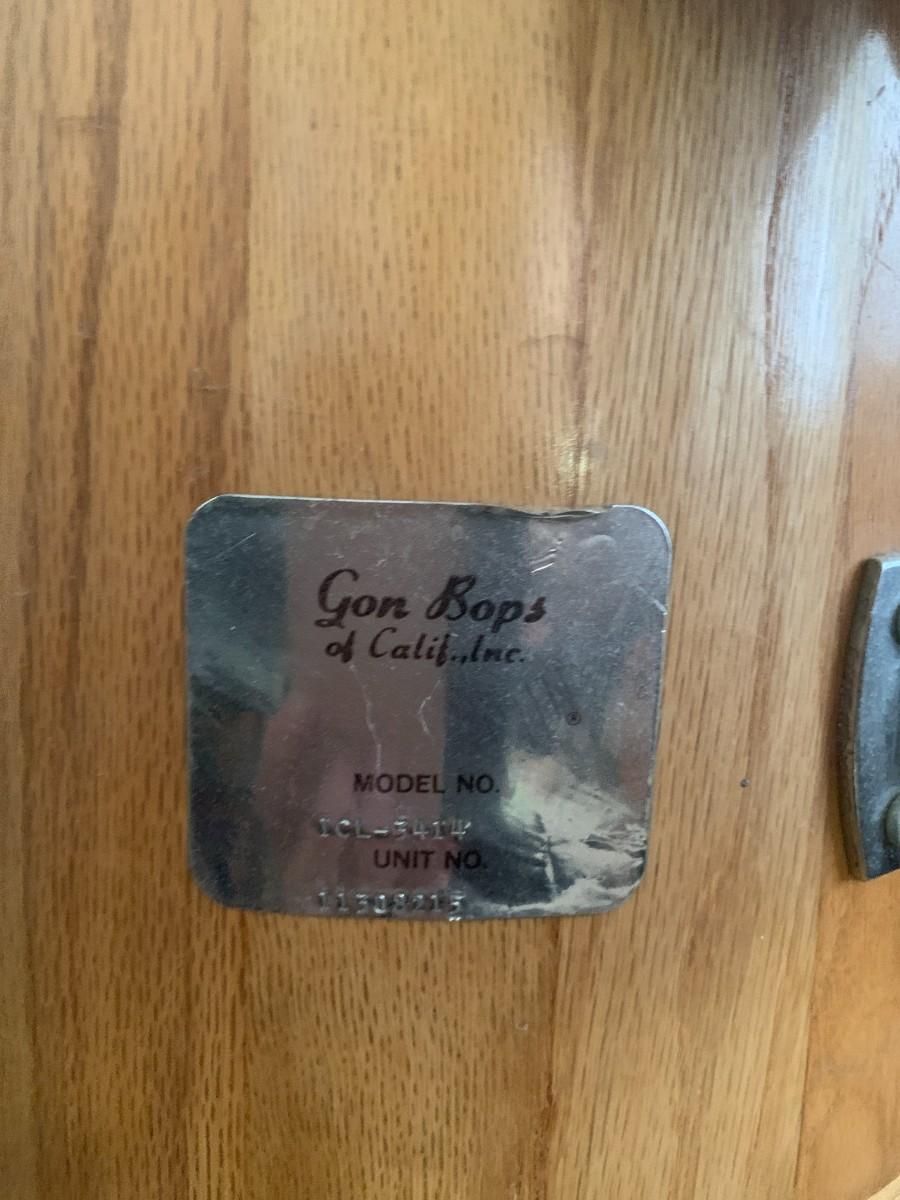 Gon Bops
of Calif., Inc.
®
MODEL NO.
UNIT NO.